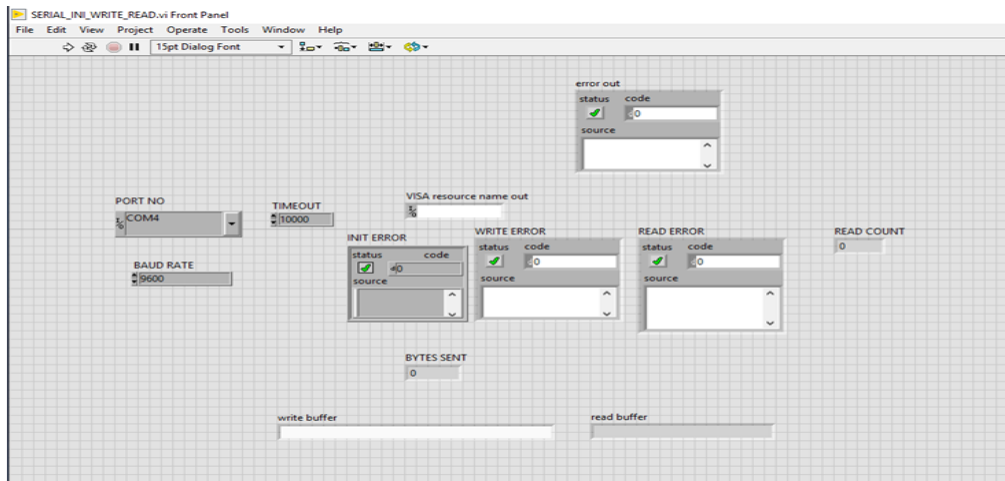 SERIAL_INI_WRITE_READ.vi Front Panel
File Edit View Project Operate Tools Window Help
15pt Dialog Font
error out
status code
0
source
PORT NO
COM4
TIMEOUT
10000
VISA resource name out
BAUD RATE
9600
INIT ERROR
status code
0
source
WRITE ERROR
status code
0
source
READ ERROR
status code
0
source
READ COUNT
0
BYTES SENT
0
write buffer
read buffer